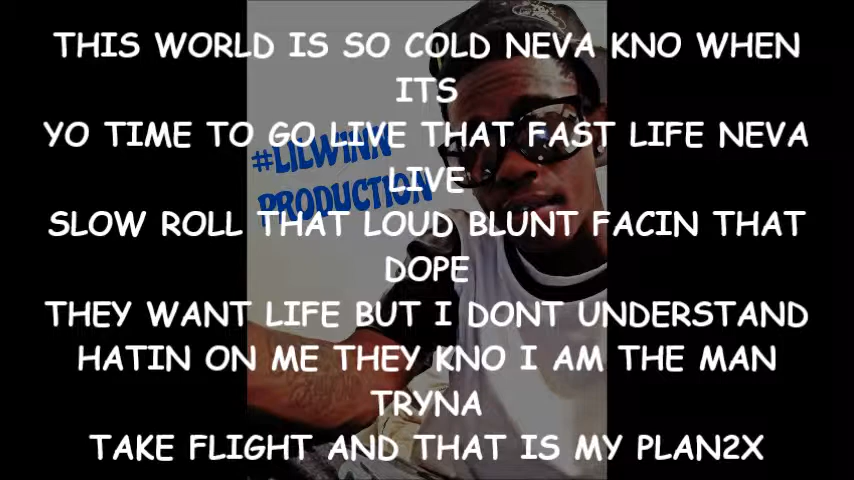 THIS WORLD IS SO COLD NEVA KNO WHEN
ITS
YO TIME TO GO LIVE THAT FAST LIFE NEVA
LIVE
SLOW ROLL THAT LOUD BLUNT FACIN THAT
DOPE
THEY WANT LIFE BUT I DONT UNDERSTAND
HATIN ON ME THEY KNO I AM THE MAN
TRYNA
TAKE FLIGHT AND THAT IS MY PLAN2X
#LILWINN
PRODUCTION